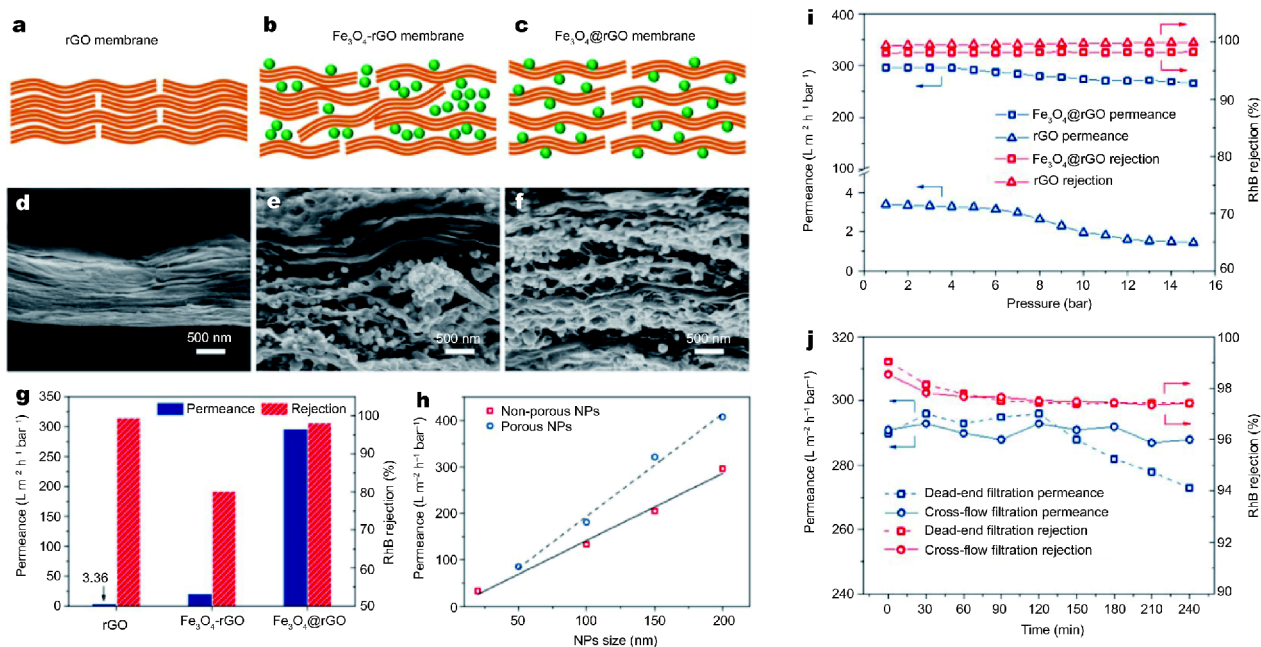 a
rGO membrane
b
Fe₃O₄-rGO membrane
c
Fe₃O₄@rGO membrane
d
500 nm
e
500 nm
f
500 nm
g
Permeance
Rejection
350
300
250
200
150
100
50
0
Permeance (L m⁻² h⁻¹ bar⁻¹)
3.36
rGO
Fe₃O₄-rGO
Fe₃O₄@rGO
100
90
80
70
60
50
RhB rejection (%)
h
Non-porous NPs
Porous NPs
400
300
200
100
0
Permeance (L m⁻² h⁻¹ bar⁻¹)
50
100
150
200
NPs size (nm)
i
400
350
300
250
200
100
4
2
0
Permeance (L m⁻² h⁻¹ bar⁻¹)
Fe₃O₄@rGO permeance
rGO permeance
Fe₃O₄@rGO rejection
rGO rejection
100
90
80
70
65
RhB rejection (%)
0
2
4
6
8
10
12
14
16
Pressure (bar)
j
320
310
300
290
280
270
260
250
240
Permeance (L m⁻² h⁻¹ bar⁻¹)
Dead-end filtration permeance
Cross-flow filtration permeance
Dead-end filtration rejection
Cross-flow filtration rejection
100
98
96
94
92
90
RhB rejection (%)
0
30
60
90
120
150
180
210
240
Time (min)